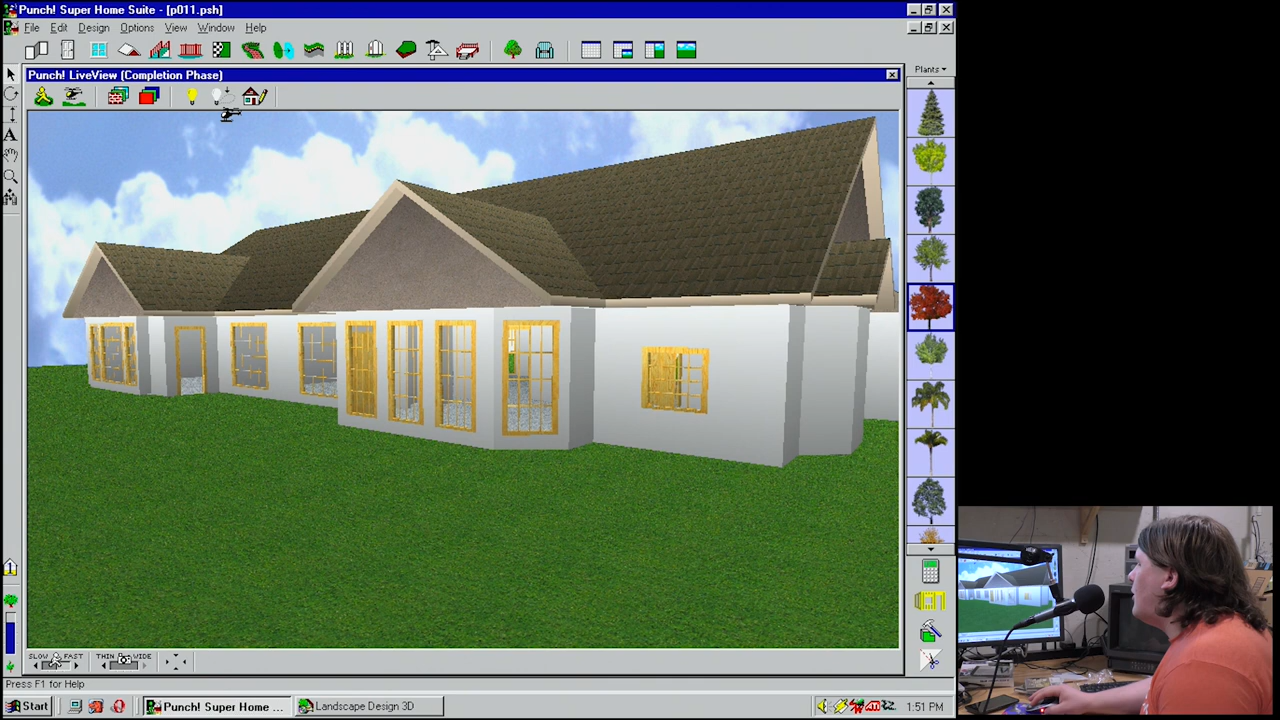 Punch! Super Home Suite - [p011.psh]
File Edit Design Options View Window Help
Plants
Punch! LiveView (Completion Phase)
SLOW FAST THIN WIDE
Press F1 for Help
Start Punch! Super Home ... Landscape Design 3D 1:51 PM